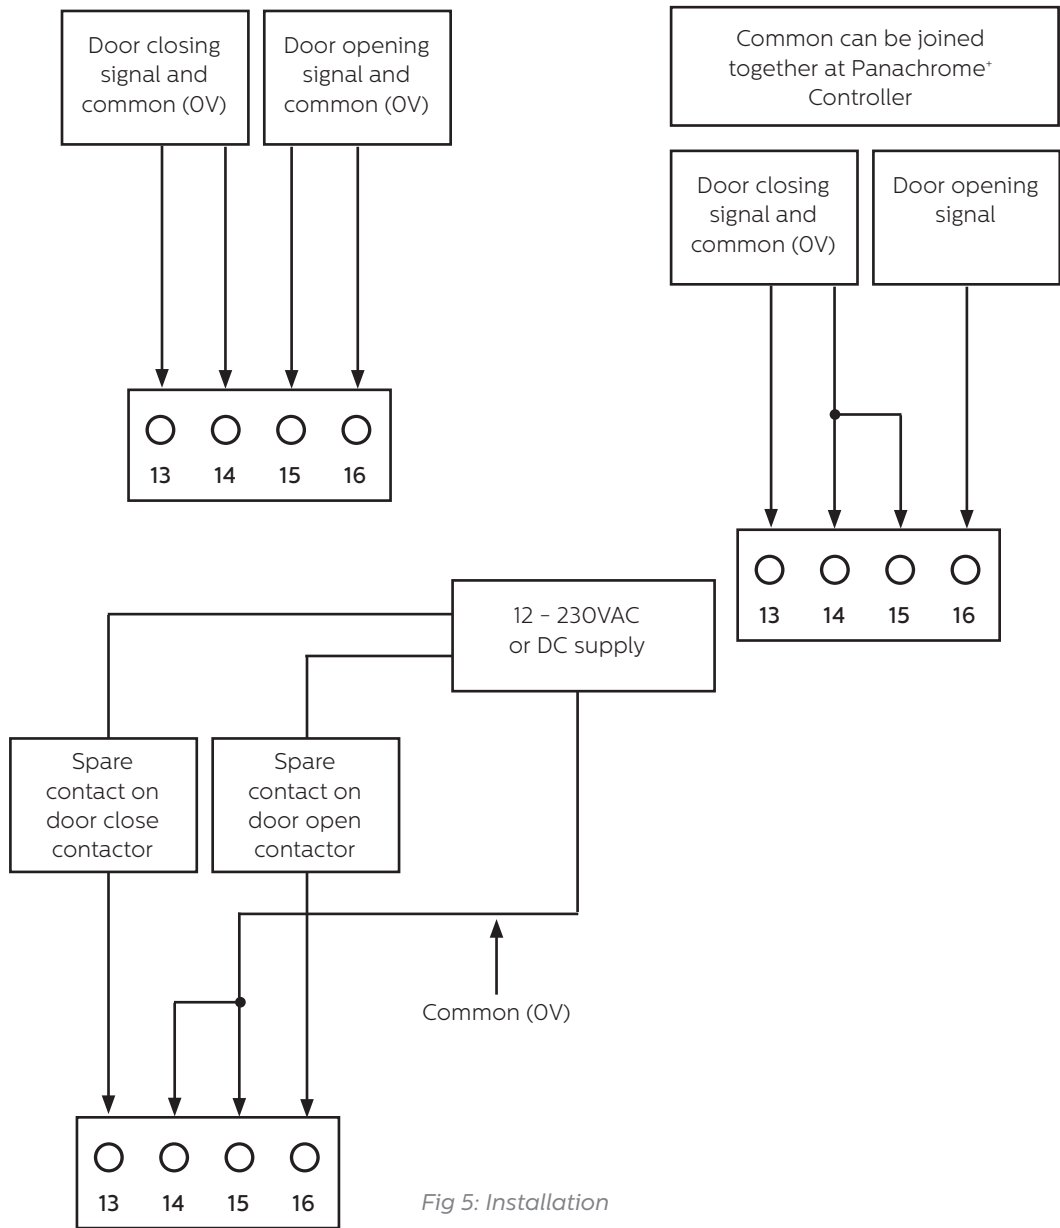 Door closing
signal and
common (0V)
Door opening
signal and
common (0V)
13 14 15 16
Common can be joined
together at Panachrome⁺
Controller
Door closing
signal and
common (0V)
Door opening
signal
13 14 15 16
12 - 230VAC
or DC supply
Spare
contact on
door close
contactor
Spare
contact on
door open
contactor
Common (0V)
13 14 15 16
Fig 5: Installation